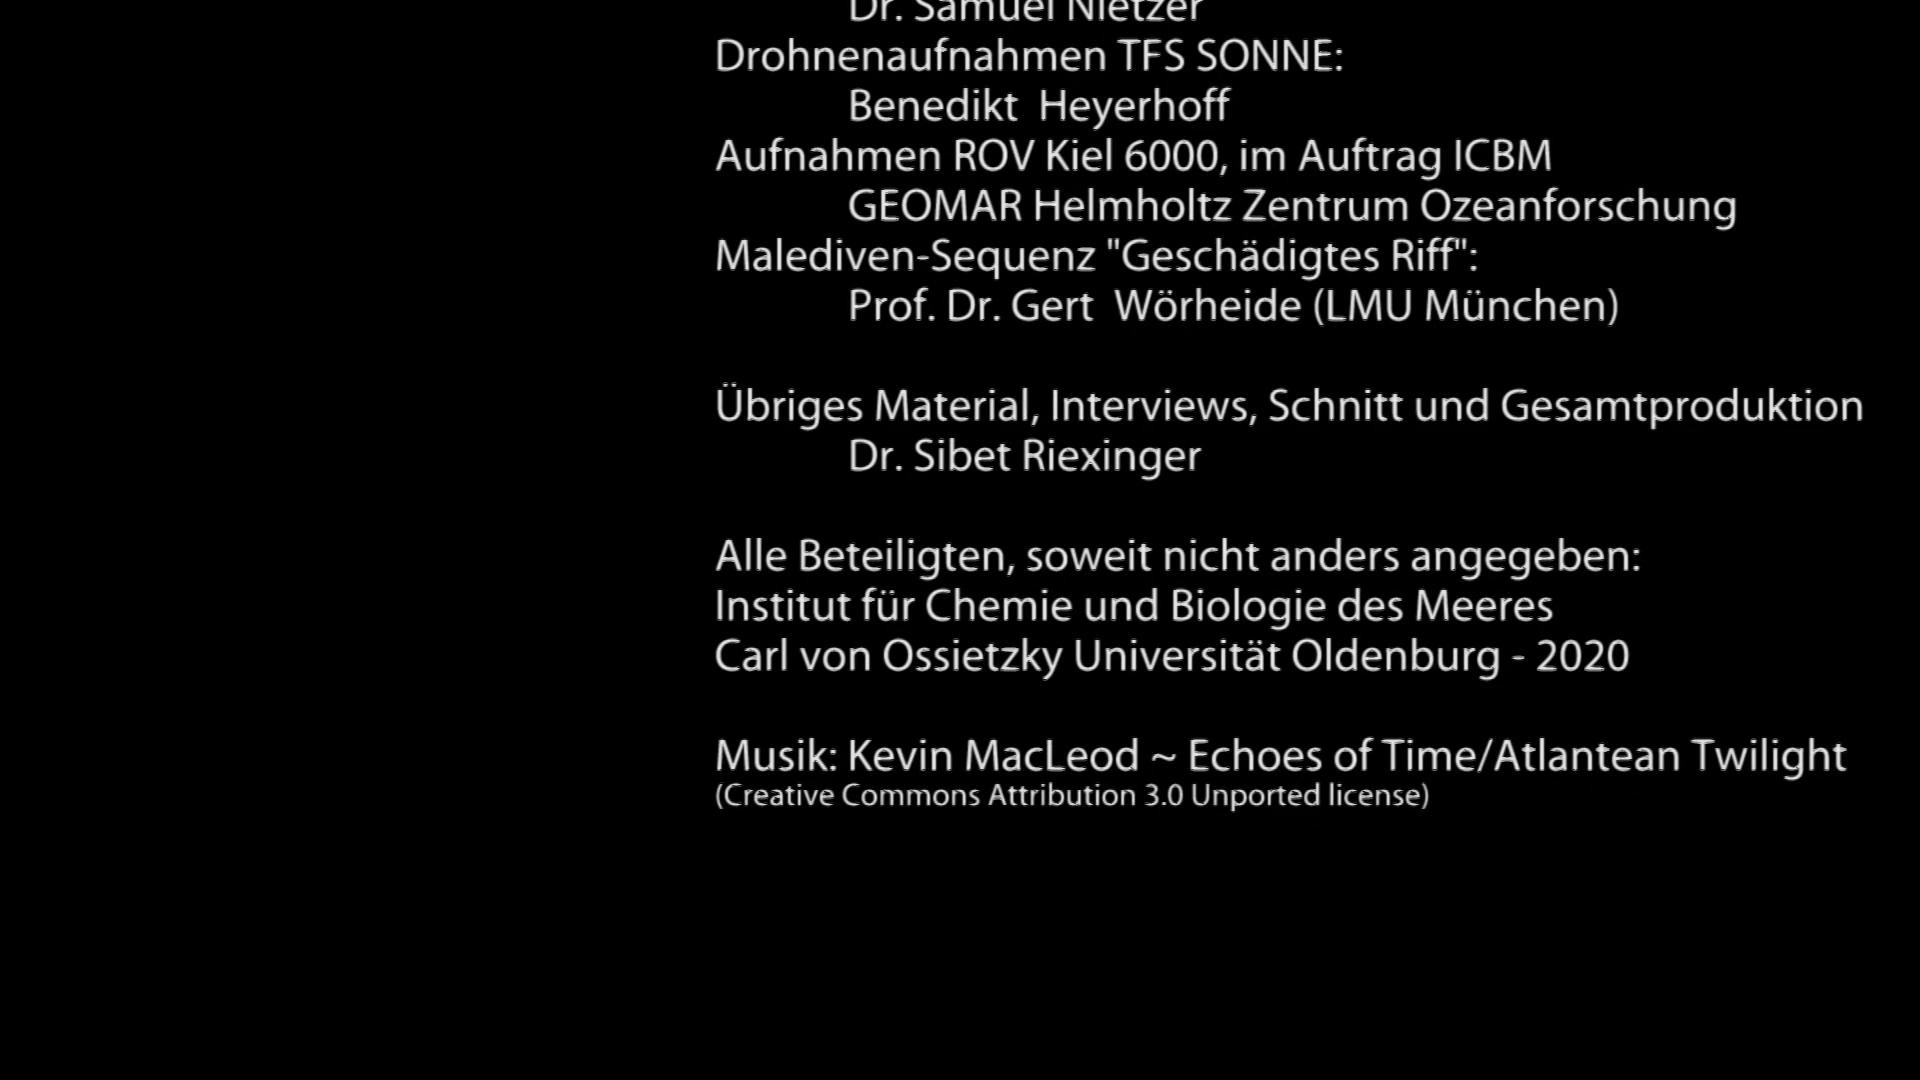 Dr. Samuel Nietzer
Drohnenaufnahmen TFS SONNE:
Benedikt Heyerhoff
Aufnahmen ROV Kiel 6000, im Auftrag ICBM
GEOMAR Helmholtz Zentrum Ozeanforschung
Malediven-Sequenz "Geschädigtes Riff":
Prof. Dr. Gert Wörheide (LMU München)
Übriges Material, Interviews, Schnitt und Gesamtproduktion
Dr. Sibet Riexinger
Alle Beteiligten, soweit nicht anders angegeben:
Institut für Chemie und Biologie des Meeres
Carl von Ossietzky Universität Oldenburg - 2020
Musik: Kevin MacLeod ~ Echoes of Time/Atlantean Twilight
(Creative Commons Attribution 3.0 Unported license)